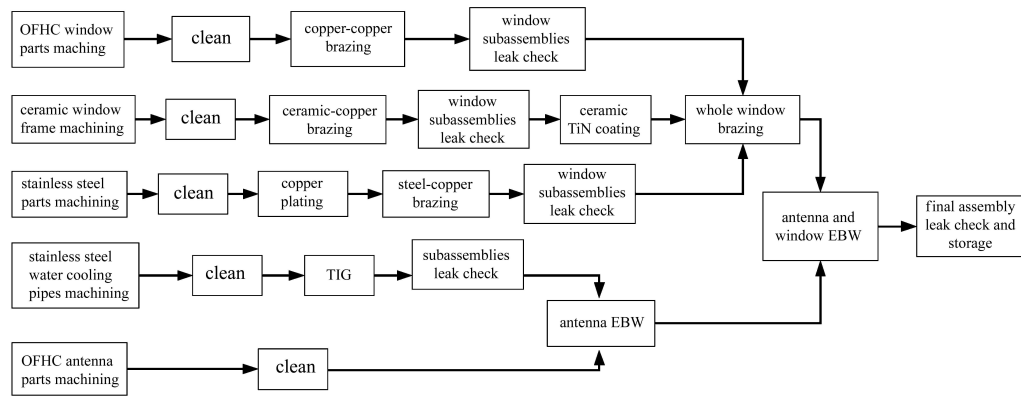 OFHC window
parts maching
clean
copper-copper
brazing
window
subassemblies
leak check
ceramic window
frame machining
clean
ceramic-copper
brazing
window
subassemblies
leak check
ceramic
TiN coating
whole window
brazing
stainless steel
parts machining
clean
copper
plating
steel-copper
brazing
window
subassemblies
leak check
antenna and
window EBW
final assembly
leak check and
storage
stainless steel
water cooling
pipes machining
clean
TIG
subassemblies
leak check
antenna EBW
OFHC antenna
parts machining
clean